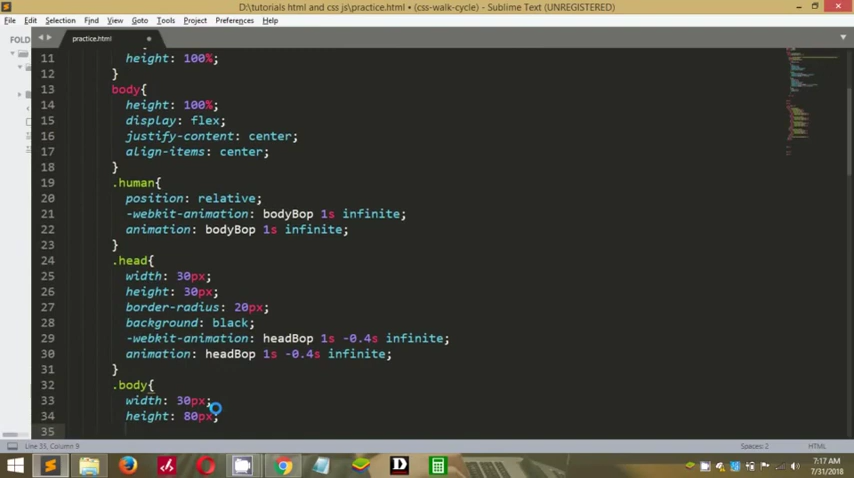 D:\tutorials html and css js\practice.html • (css-walk-cycle) - Sublime Text (UNREGISTERED)
File Edit Selection Find View Goto Tools Project Preferences Help
FOLD
practice.html
11 height: 100%;
12 }
13 body{
14 height: 100%;
15 display: flex;
16 justify-content: center;
17 align-items: center;
18 }
19 .human{
20 position: relative;
21 -webkit-animation: bodyBop 1s infinite;
22 animation: bodyBop 1s infinite;
23 }
24 .head{
25 width: 30px;
26 height: 30px;
27 border-radius: 20px;
28 background: black;
29 -webkit-animation: headBop 1s -0.4s infinite;
30 animation: headBop 1s -0.4s infinite;
31 }
32 .body{
33 width: 30px;
34 height: 80px;
35
Line 33, Column 9 Spaces: 2 HTML
7:17 AM
7/31/2018